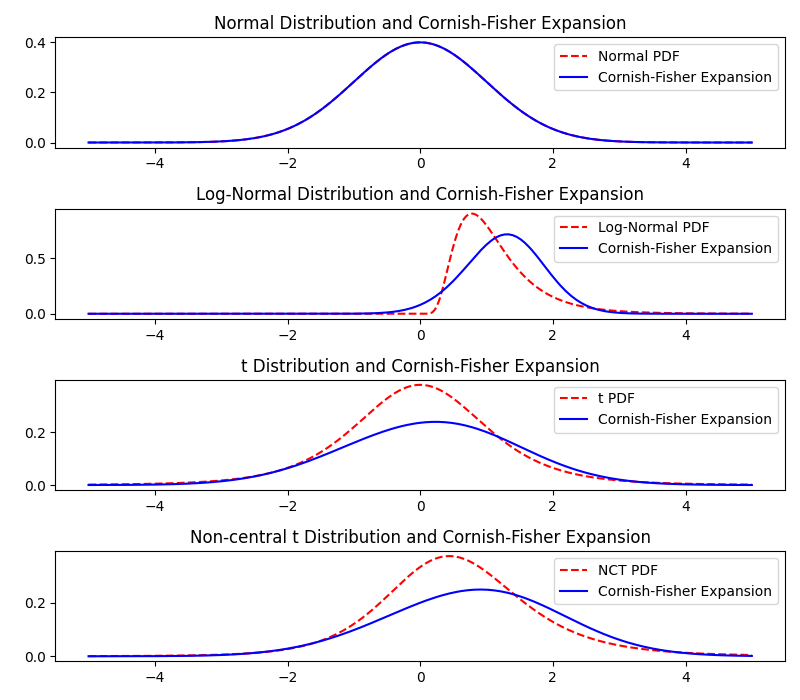 Normal Distribution and Cornish-Fisher Expansion
0.4
0.2
0.0
Normal PDF
Cornish-Fisher Expansion
−4 −2 0 2 4
Log-Normal Distribution and Cornish-Fisher Expansion
0.5
0.0
Log-Normal PDF
Cornish-Fisher Expansion
−4 −2 0 2 4
t Distribution and Cornish-Fisher Expansion
0.2
0.0
t PDF
Cornish-Fisher Expansion
−4 −2 0 2 4
Non-central t Distribution and Cornish-Fisher Expansion
0.2
0.0
NCT PDF
Cornish-Fisher Expansion
−4 −2 0 2 4